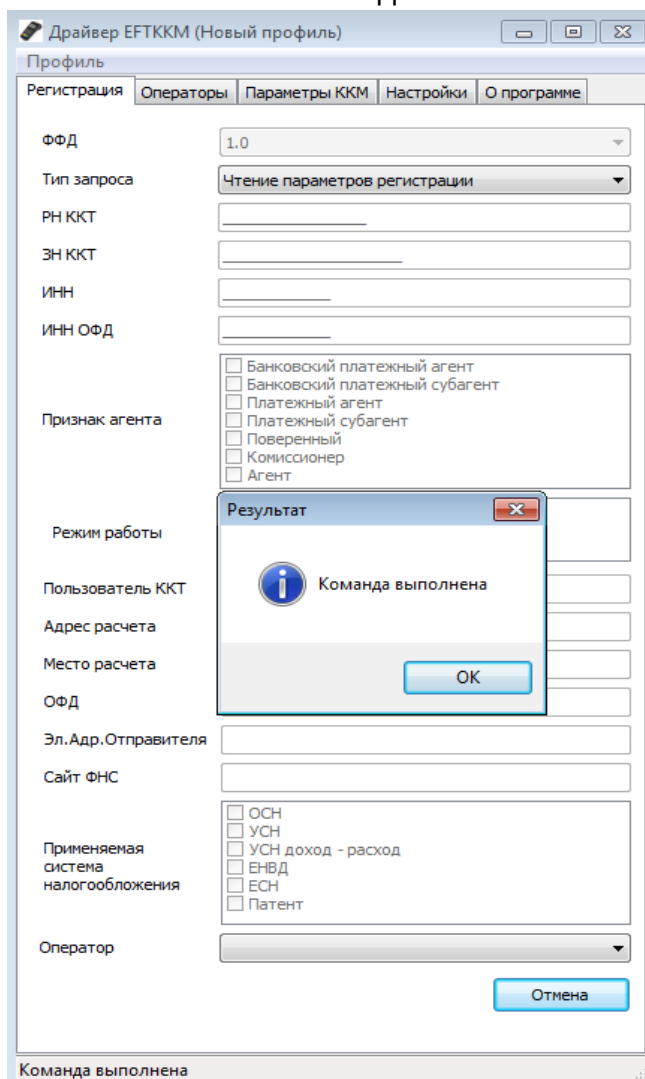 Драйвер EFTKKM (Новый профиль)
Профиль
Регистрация Операторы Параметры ККМ Настройки О программе
ФФД 1.0
Тип запроса Чтение параметров регистрации
РН ККТ
ЗН ККТ
ИНН
ИНН ОФД
Банковский платежный агент
Банковский платежный субагент
Платежный агент
Признак агента Платежный субагент
Поверенный
Комиссионер
Агент
Результат
Режим работы
Команда выполнена
Пользователь ККТ
Адрес расчета
Место расчета
OK
ОФД
Эл.Адр.Отправителя
Сайт ФНС
ОСН
УСН
Применяемая УСН доход - расход
система ЕНВД
налогообложения ЕСН
Патент
Оператор
Отмена
Команда выполнена